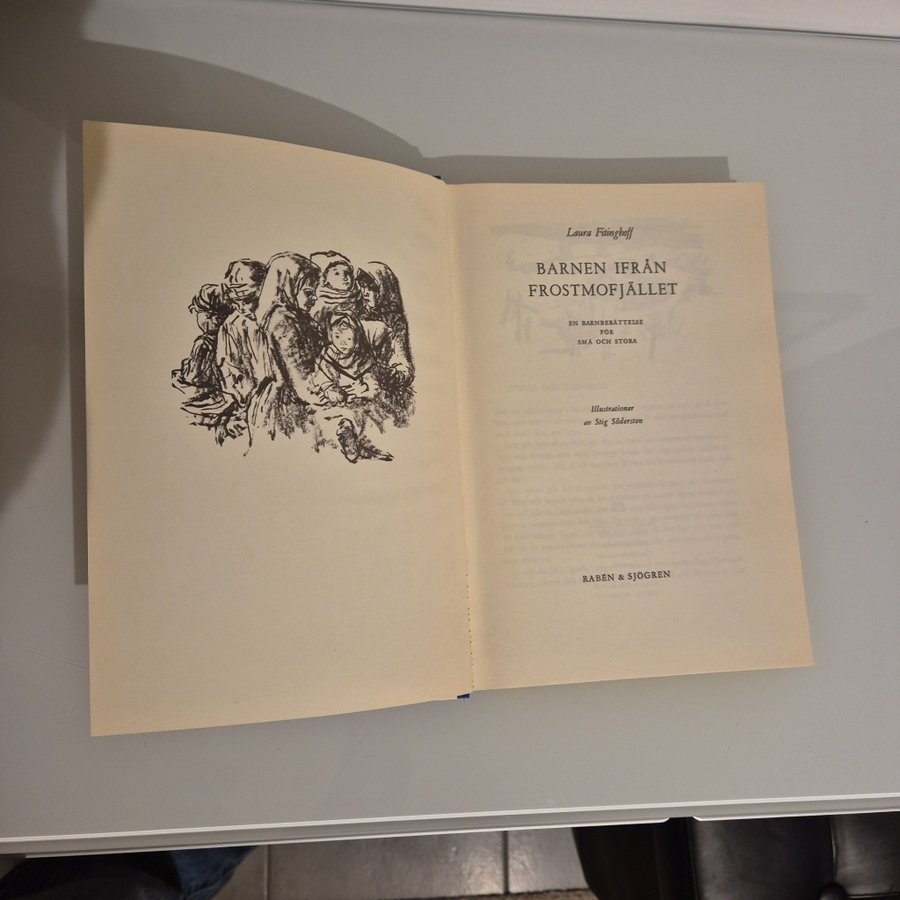 Laura Fitinghoff
BARNEN IFRÅN
FROSTMOFJÄLLET
EN BARNBERÄTTELSE
FÖR
SMÅ OCH STORA
Illustrationer
av Stig Södersten
RABÉN & SJÖGREN